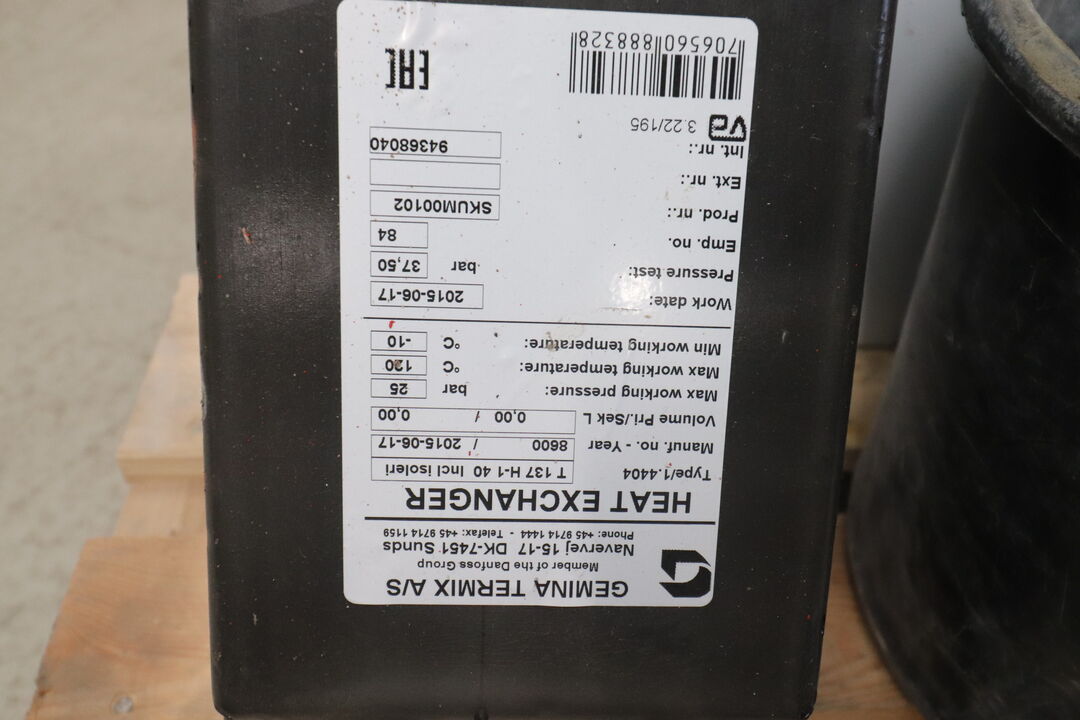 GEMINA TERMIX A/S
Member of the Danfoss Group
Navervej 15-17 DK-7451 Sunds
Phone: +45 9714 1444 - Telefax: +45 9714 1159
HEAT EXCHANGER
Type/1.4404 T 137 H-1-40 Incl isoleri
Manuf. no. - Year 8600 / 2015-06-17
Volume Pri./Sek L 0,00 / 0,00
Max working pressure: 25 bar
Max working temperature: 120 °C
Min working temperature: -10 °C
Work date: 2015-06-17
Pressure test: 37,50 bar
Emp. no. 84
Prod. nr.: SKUM00102
Ext. nr.:
Int. nr.: 94368040
va 3.22/195
7 06560 888328
EAC